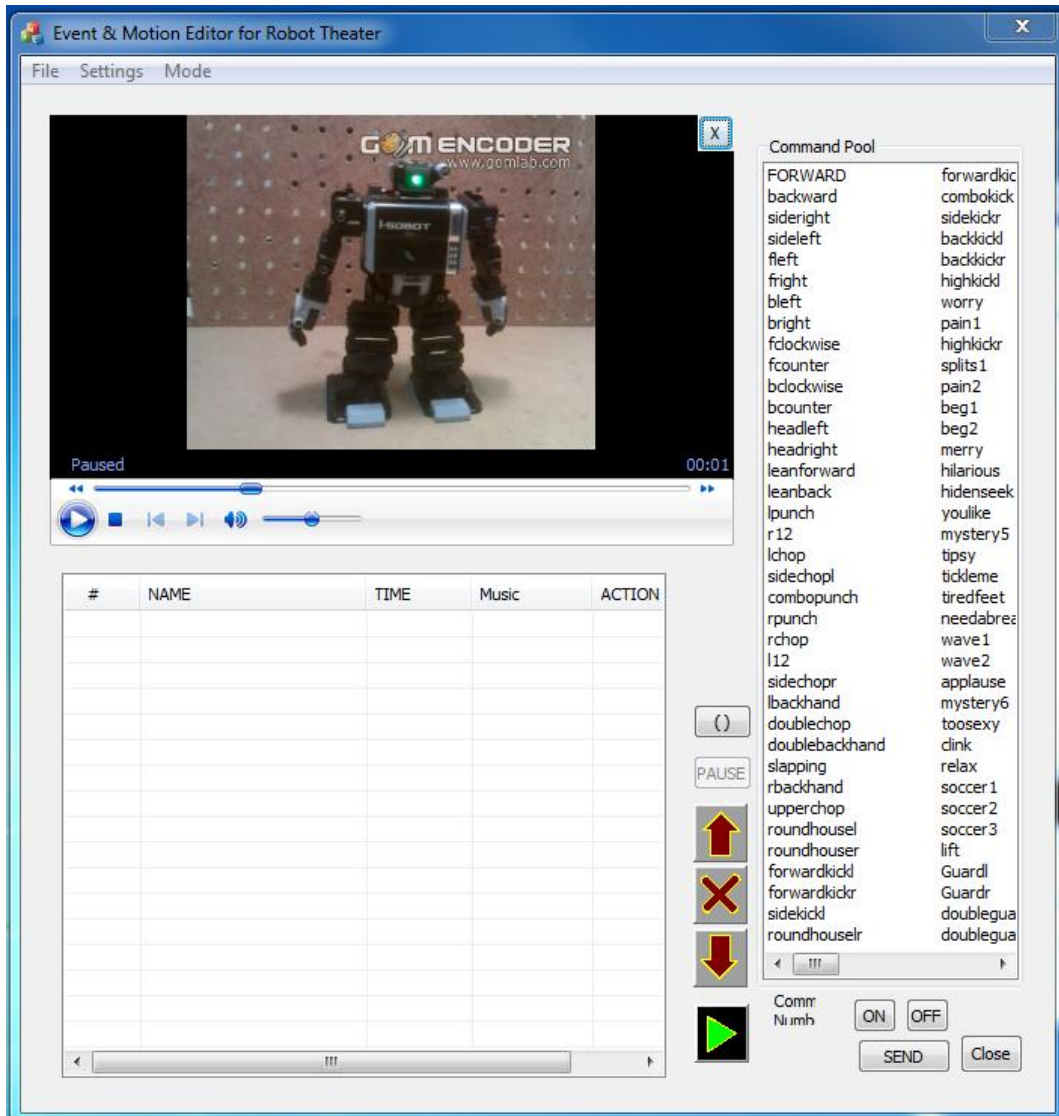 Event & Motion Editor for Robot Theater
X
File Settings Mode
GOM ENCODER
www.gomlab.com
I-SOBOT
X
Paused 00:01
# NAME TIME Music ACTION
()
PAUSE
Command Pool
FORWARD forwardkic
backward combokick
sideright sidekickr
sideleft backkickl
fleft backkickr
fright highkickl
bleft worry
bright pain1
fclockwise highkickr
fcounter splits1
bclockwise pain2
bcounter beg1
headleft beg2
headright merry
leanforward hilarious
leanback hidenseek
lpunch youlike
r12 mystery5
lchop tipsy
sidechopl tickleme
combopunch tiredfeet
rpunch needabrea
rchop wave1
l12 wave2
sidechopr applause
lbackhand mystery6
doublechop toosexy
doublebackhand clink
slapping relax
rbackhand soccer1
upperchop soccer2
roundhousel soccer3
roundhouser lift
forwardkickl Guardl
forwardkickr Guardr
sidekickl doublegua
roundhouselr doublegua
Comm
Numb
ON OFF
SEND Close